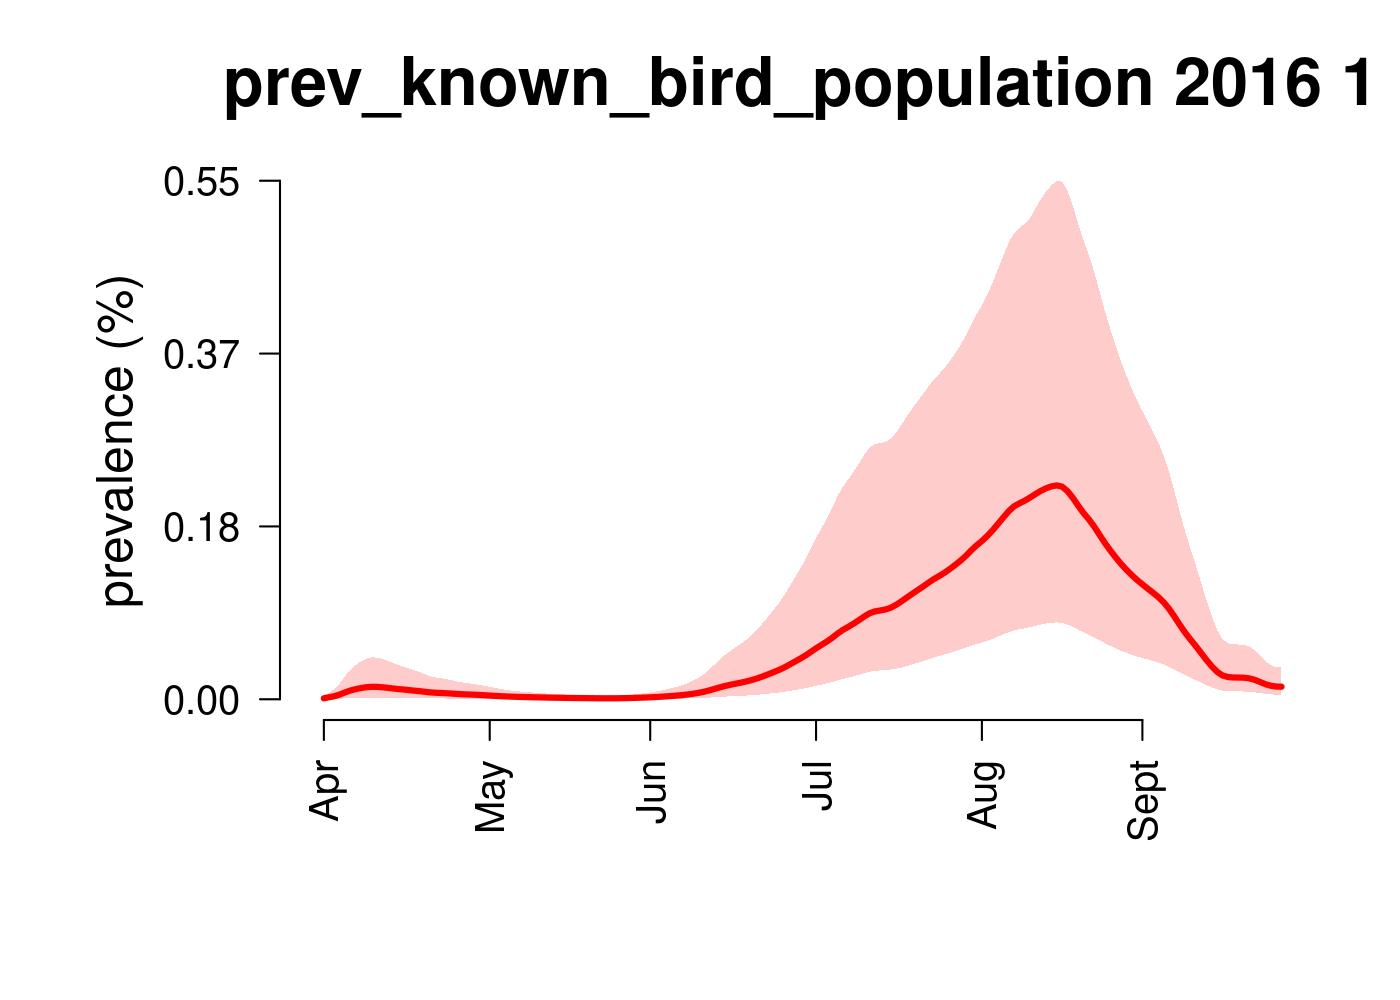 prev_known_bird_population 2016 1
0.55
0.37
0.18
0.00
prevalence (%)
Apr
May
Jun
Jul
Aug
Sept